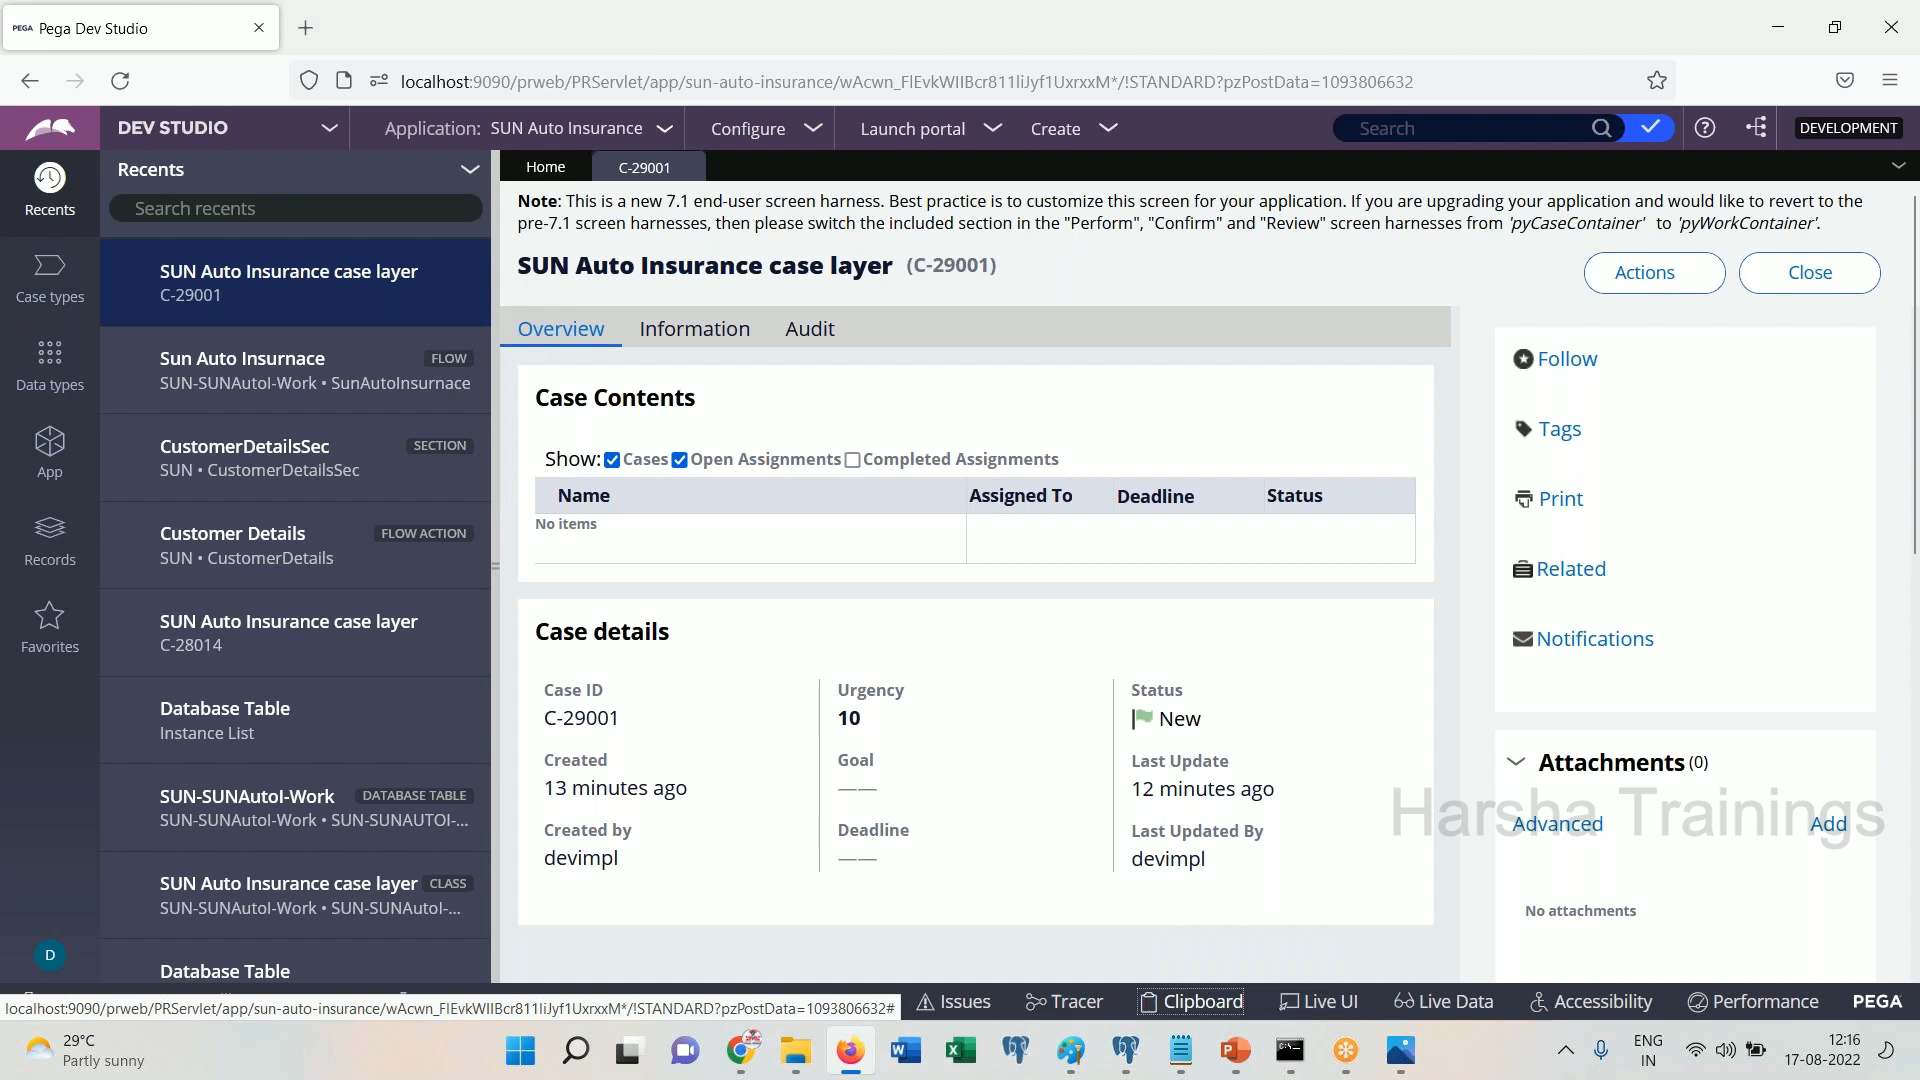 PEGA Pega Dev Studio
localhost:9090/prweb/PRServlet/app/sun-auto-insurance/wAcwn_FlEvkWIIBcr811liJyf1UxrxxM*/!STANDARD?pzPostData=1093806632
DEV STUDIO
Application: SUN Auto Insurance
Configure
Launch portal
Create
Search
DEVELOPMENT
Recents
Case types
Data types
App
Records
Favorites
D
Recents
Search recents
SUN Auto Insurance case layer
C-29001
Sun Auto Insurnace FLOW
SUN-SUNAutoI-Work • SunAutoInsurnace
CustomerDetailsSec SECTION
SUN • CustomerDetailsSec
Customer Details FLOW ACTION
SUN • CustomerDetails
SUN Auto Insurance case layer
C-28014
Database Table
Instance List
SUN-SUNAutoI-Work DATABASE TABLE
SUN-SUNAutoI-Work • SUN-SUNAUTOI-...
SUN Auto Insurance case layer CLASS
SUN-SUNAutoI-Work • SUN-SUNAutoI-...
Database Table
Home
C-29001
Note: This is a new 7.1 end-user screen harness. Best practice is to customize this screen for your application. If you are upgrading your application and would like to revert to the
pre-7.1 screen harnesses, then please switch the included section in the "Perform", "Confirm" and "Review" screen harnesses from 'pyCaseContainer' to 'pyWorkContainer'.
SUN Auto Insurance case layer (C-29001)
Actions
Close
Overview
Information
Audit
Case Contents
Show: Cases Open Assignments Completed Assignments
Name Assigned To Deadline Status
No items
Case details
Case ID
C-29001
Created
13 minutes ago
Created by
devimpl
Urgency
10
Goal
——
Deadline
——
Status
New
Last Update
12 minutes ago
Last Updated By
devimpl
Follow
Tags
Print
Related
Notifications
Attachments (0)
Harsha Trainings
Advanced
Add
No attachments
localhost:9090/prweb/PRServlet/app/sun-auto-insurance/wAcwn_FlEvkWIIBcr811liJyf1UxrxxM*/!STANDARD?pzPostData=1093806632#
Issues
Tracer
Clipboard
Live UI
Live Data
Accessibility
Performance
PEGA
29°C
Partly sunny
ENG
IN
12:16
17-08-2022